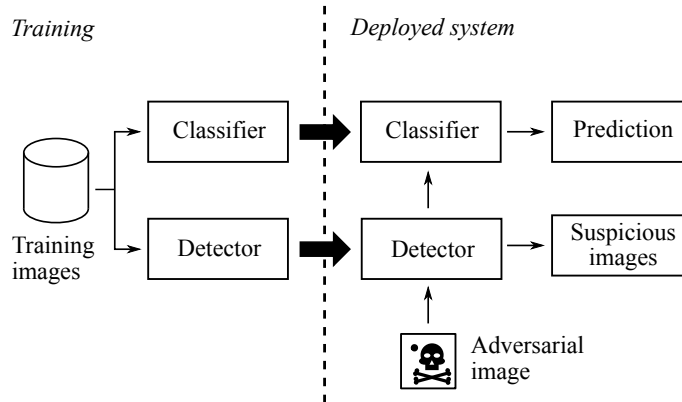 Training
Deployed system
Classifier
Classifier
Prediction
Training
images
Detector
Detector
Suspicious
images
Adversarial
image